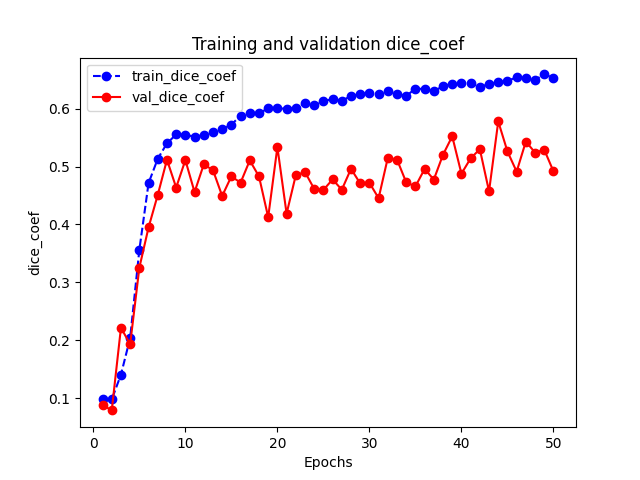 Training and validation dice_coef
train_dice_coef
val_dice_coef
dice_coef
0.6
0.5
0.4
0.3
0.2
0.1
0 10 20 30 40 50
Epochs